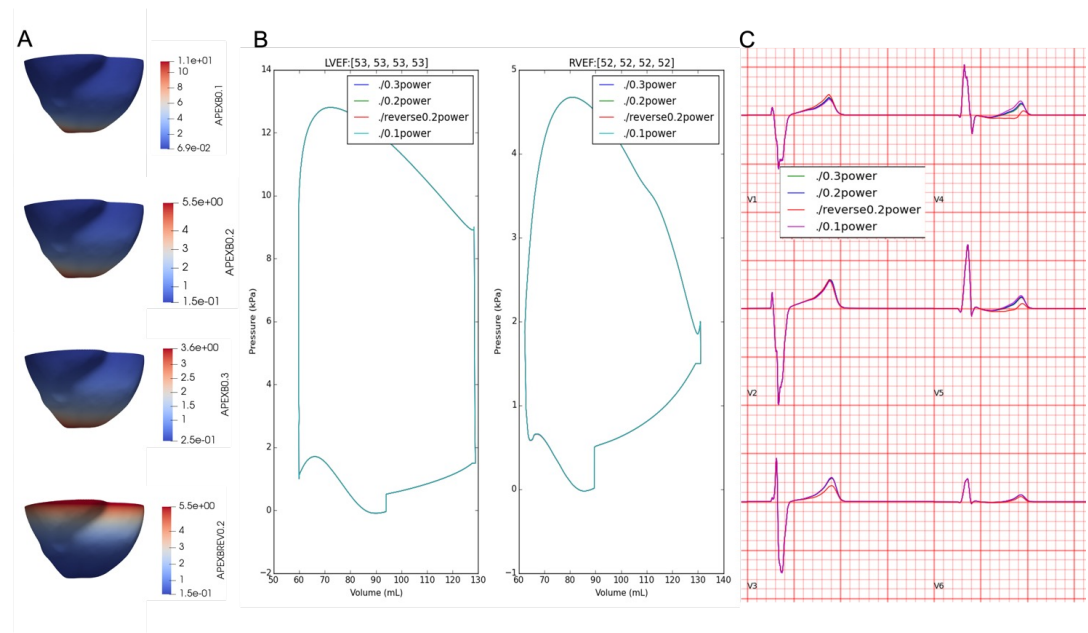 A
1.1e+01
10
8
6
4
2
6.9e-02
APEXB0.1
5.5e+00
4
3
2
1
1.5e-01
APEXB0.2
3.6e+00
3
2.5
2
1.5
1
2.5e-01
APEXB0.3
5.5e+00
4
3
2
1
1.5e-01
APEXBREV0.2
B
LVEF:[53, 53, 53, 53]
./0.3power
./0.2power
./reverse0.2power
./0.1power
14
12
10
8
6
4
2
0
−2
Pressure (kPa)
50 60 70 80 90 100 110 120 130
Volume (mL)
RVEF:[52, 52, 52, 52]
./0.3power
./0.2power
./reverse0.2power
./0.1power
5
4
3
2
1
0
−1
Pressure (kPa)
60 70 80 90 100 110 120 130 140
Volume (mL)
C
./0.3power
./0.2power
./reverse0.2power
./0.1power
V1
V4
V2
V5
V3
V6